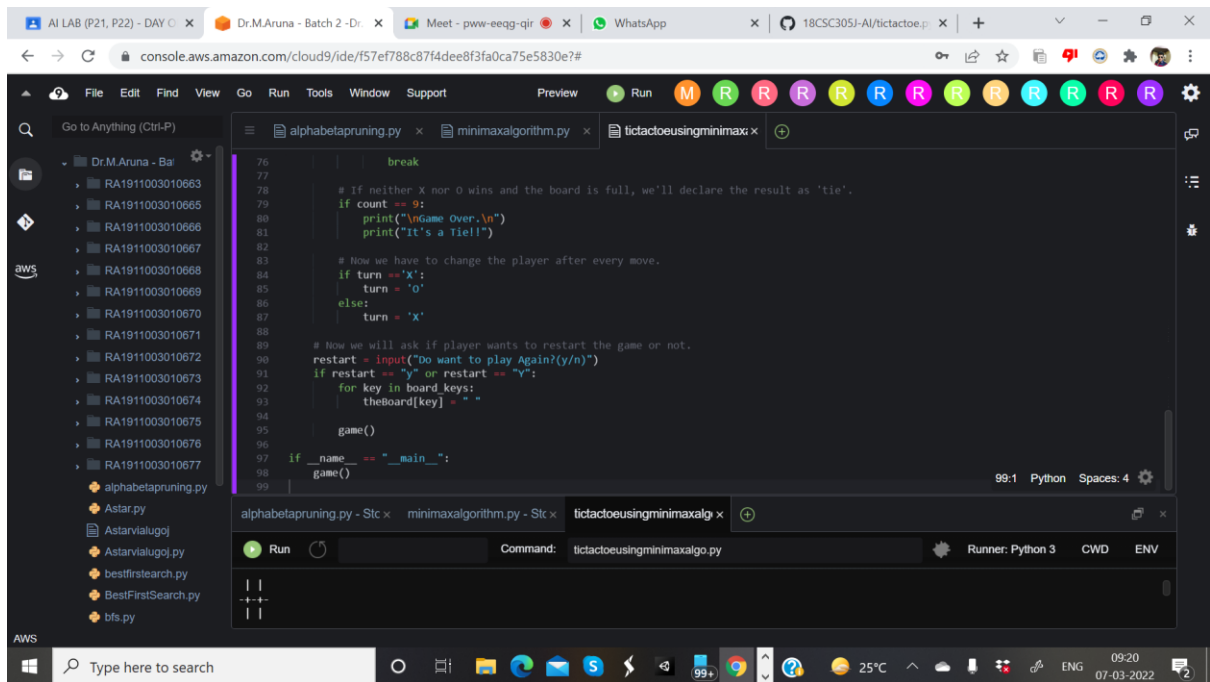 AI LAB (P21, P22) - DAY O
Dr.M.Aruna - Batch 2 -Dr.
Meet - pww-eeqg-qir
WhatsApp
18CSC305J-AI/tictactoe.p
console.aws.amazon.com/cloud9/ide/f57ef788c87f4dee8f3fa0ca75e5830e?#
File Edit Find View Go Run Tools Window Support Preview Run M R R R R R R R R R R R R
Go to Anything (Ctrl-P)
alphabetapruning.py
minimaxalgorithm.py
tictactoeusingminimaxa
Dr.M.Aruna - Bat
RA1911003010663
RA1911003010665
RA1911003010666
RA1911003010667
RA1911003010668
RA1911003010669
RA1911003010670
RA1911003010671
RA1911003010672
RA1911003010673
RA1911003010674
RA1911003010675
RA1911003010676
RA1911003010677
alphabetapruning.py
Astar.py
Astarvialugoj
Astarvialugoj.py
bestfirstearch.py
BestFirstSearch.py
bfs.py
aws
AWS
76 break
77
78 # If neither X nor O wins and the board is full, we'll declare the result as 'tie'.
79 if count == 9:
80 print("\nGame Over.\n")
81 print("It's a Tie!!")
82
83 # Now we have to change the player after every move.
84 if turn =='X':
85 turn = 'O'
86 else:
87 turn = 'X'
88
89 # Now we will ask if player wants to restart the game or not.
90 restart = input("Do want to play Again?(y/n)")
91 if restart == "y" or restart == "Y":
92 for key in board_keys:
93 theBoard[key] = " "
94
95 game()
96
97 if __name__ == "__main__":
98 game()
99
99:1 Python Spaces: 4
alphabetapruning.py - Stc
minimaxalgorithm.py - Stc
tictactoeusingminimaxalg
Run Command: tictactoeusingminimaxalgo.py Runner: Python 3 CWD ENV
| |
-+-+-
| |
Type here to search
99+
25°C
ENG
09:20
07-03-2022
2